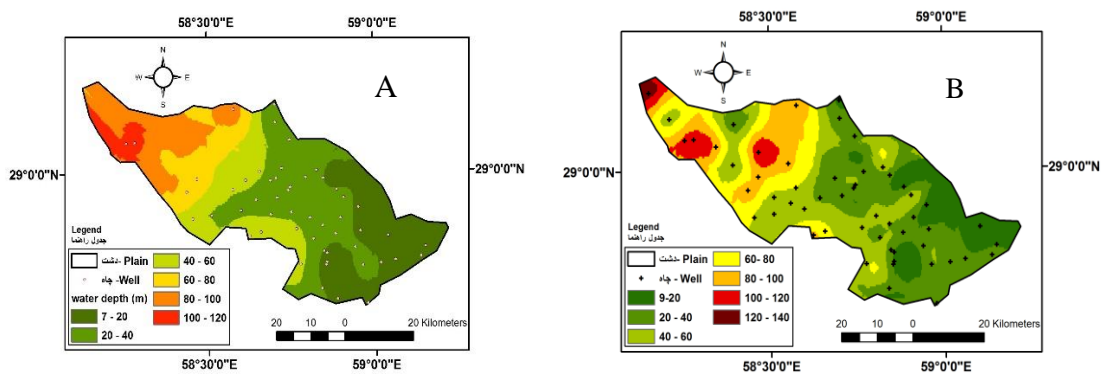 58°30'0"E
59°0'0"E
N
W E
S
A
29°0'0"N
29°0'0"N
Legend
جدول راهنما
دشت- Plain
چاه -Well
water depth (m)
7 - 20
20 - 40
40 - 60
60 - 80
80 - 100
100 - 120
20 10 0 20 Kilometers
58°30'0"E
59°0'0"E
58°30'0"E
59°0'0"E
N
W E
S
B
29°0'0"N
29°0'0"N
Legend
جدول راهنما
دشت- Plain
چاه - Well
9-20
20 - 40
40 - 60
60- 80
80 - 100
100 - 120
120 - 140
20 10 0 20 Kilometers
58°30'0"E
59°0'0"E